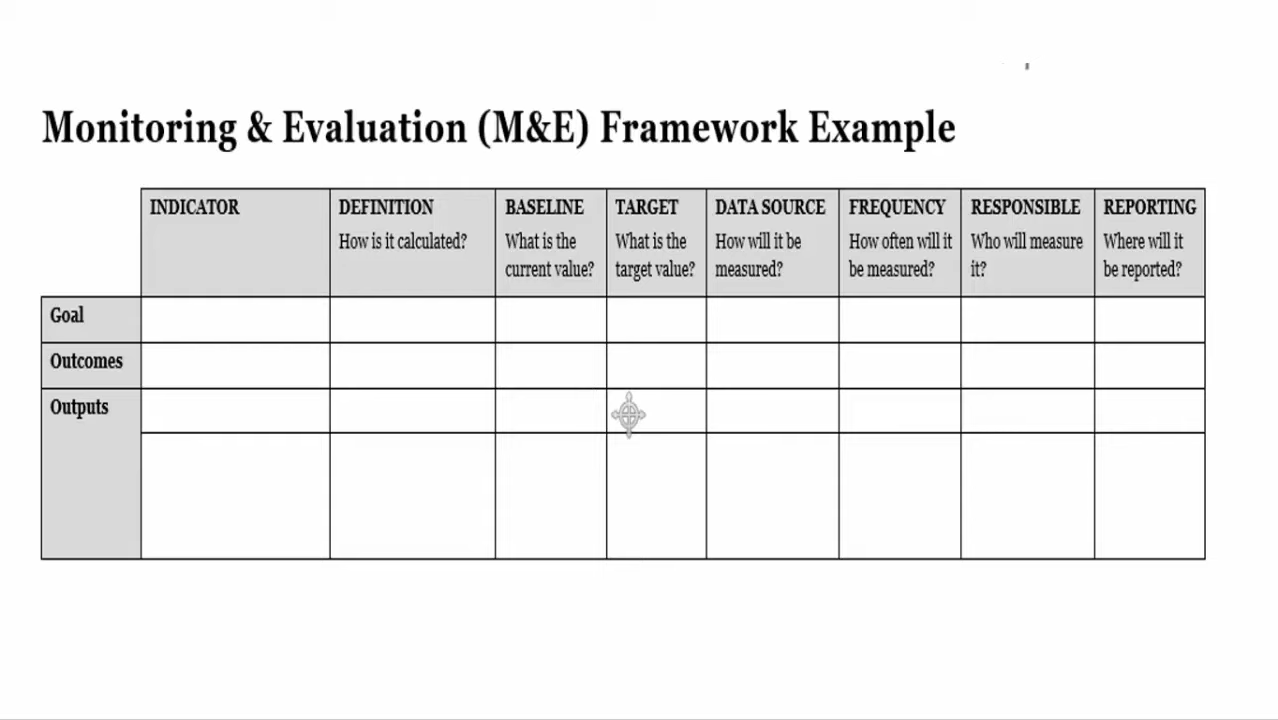 Monitoring & Evaluation (M&E) Framework Example
INDICATOR DEFINITION BASELINE TARGET DATA SOURCE FREQUENCY RESPONSIBLE REPORTING
How is it calculated? What is the What is the How will it be How often will it Who will measure Where will it
current value? target value? measured? be measured? it? be reported?
Goal
Outcomes
Outputs